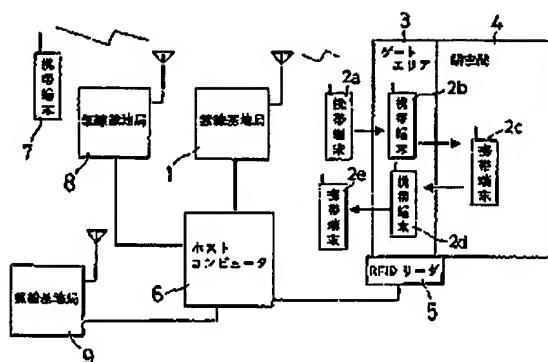 3
4
ゲート
エリア
閉空間
2a
携帯端末
2b
携帯端末
2c
携帯端末
2d
携帯端末
2e
携帯端末
携帯端末
7
無線基地局
8
無線基地局
1
ホスト
コンピュータ
6
RFIDリーダ
5
無線基地局
9